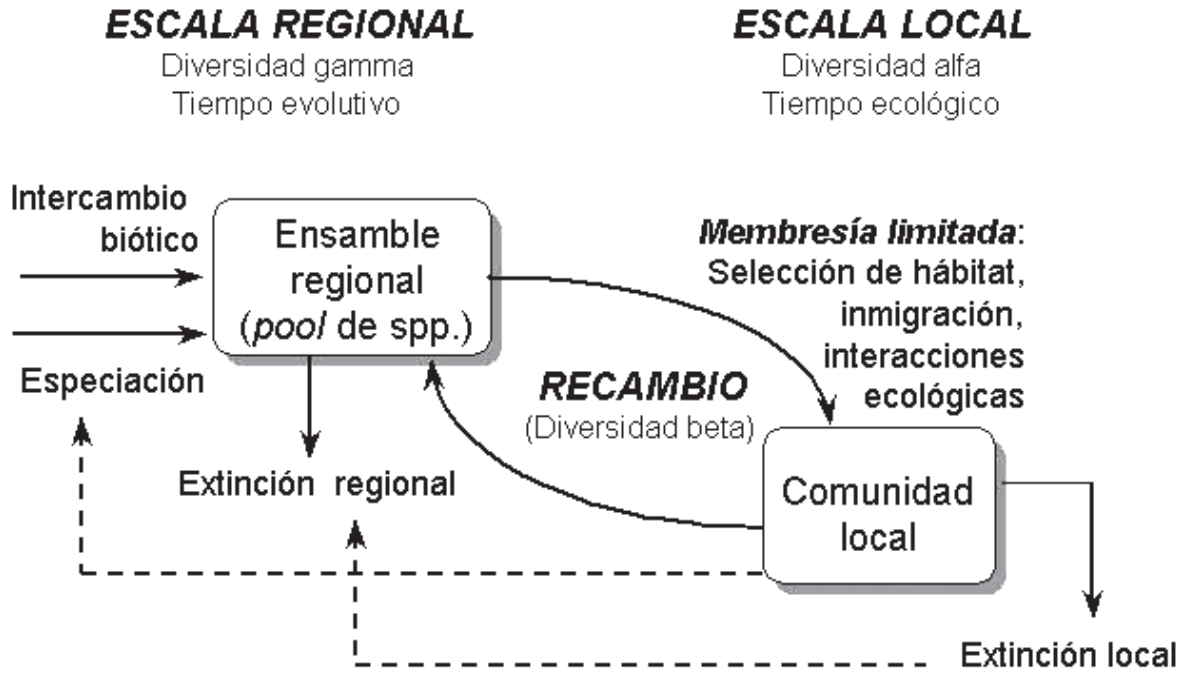 ESCALA REGIONAL
Diversidad gamma
Tiempo evolutivo
ESCALA LOCAL
Diversidad alfa
Tiempo ecológico
Intercambio
biótico
Ensamble
regional
(pool de spp.)
Especiación
Extinción regional
RECAMBIO
(Diversidad beta)
Membresía limitada:
Selección de hábitat,
inmigración,
interacciones
ecológicas
Comunidad
local
Extinción local